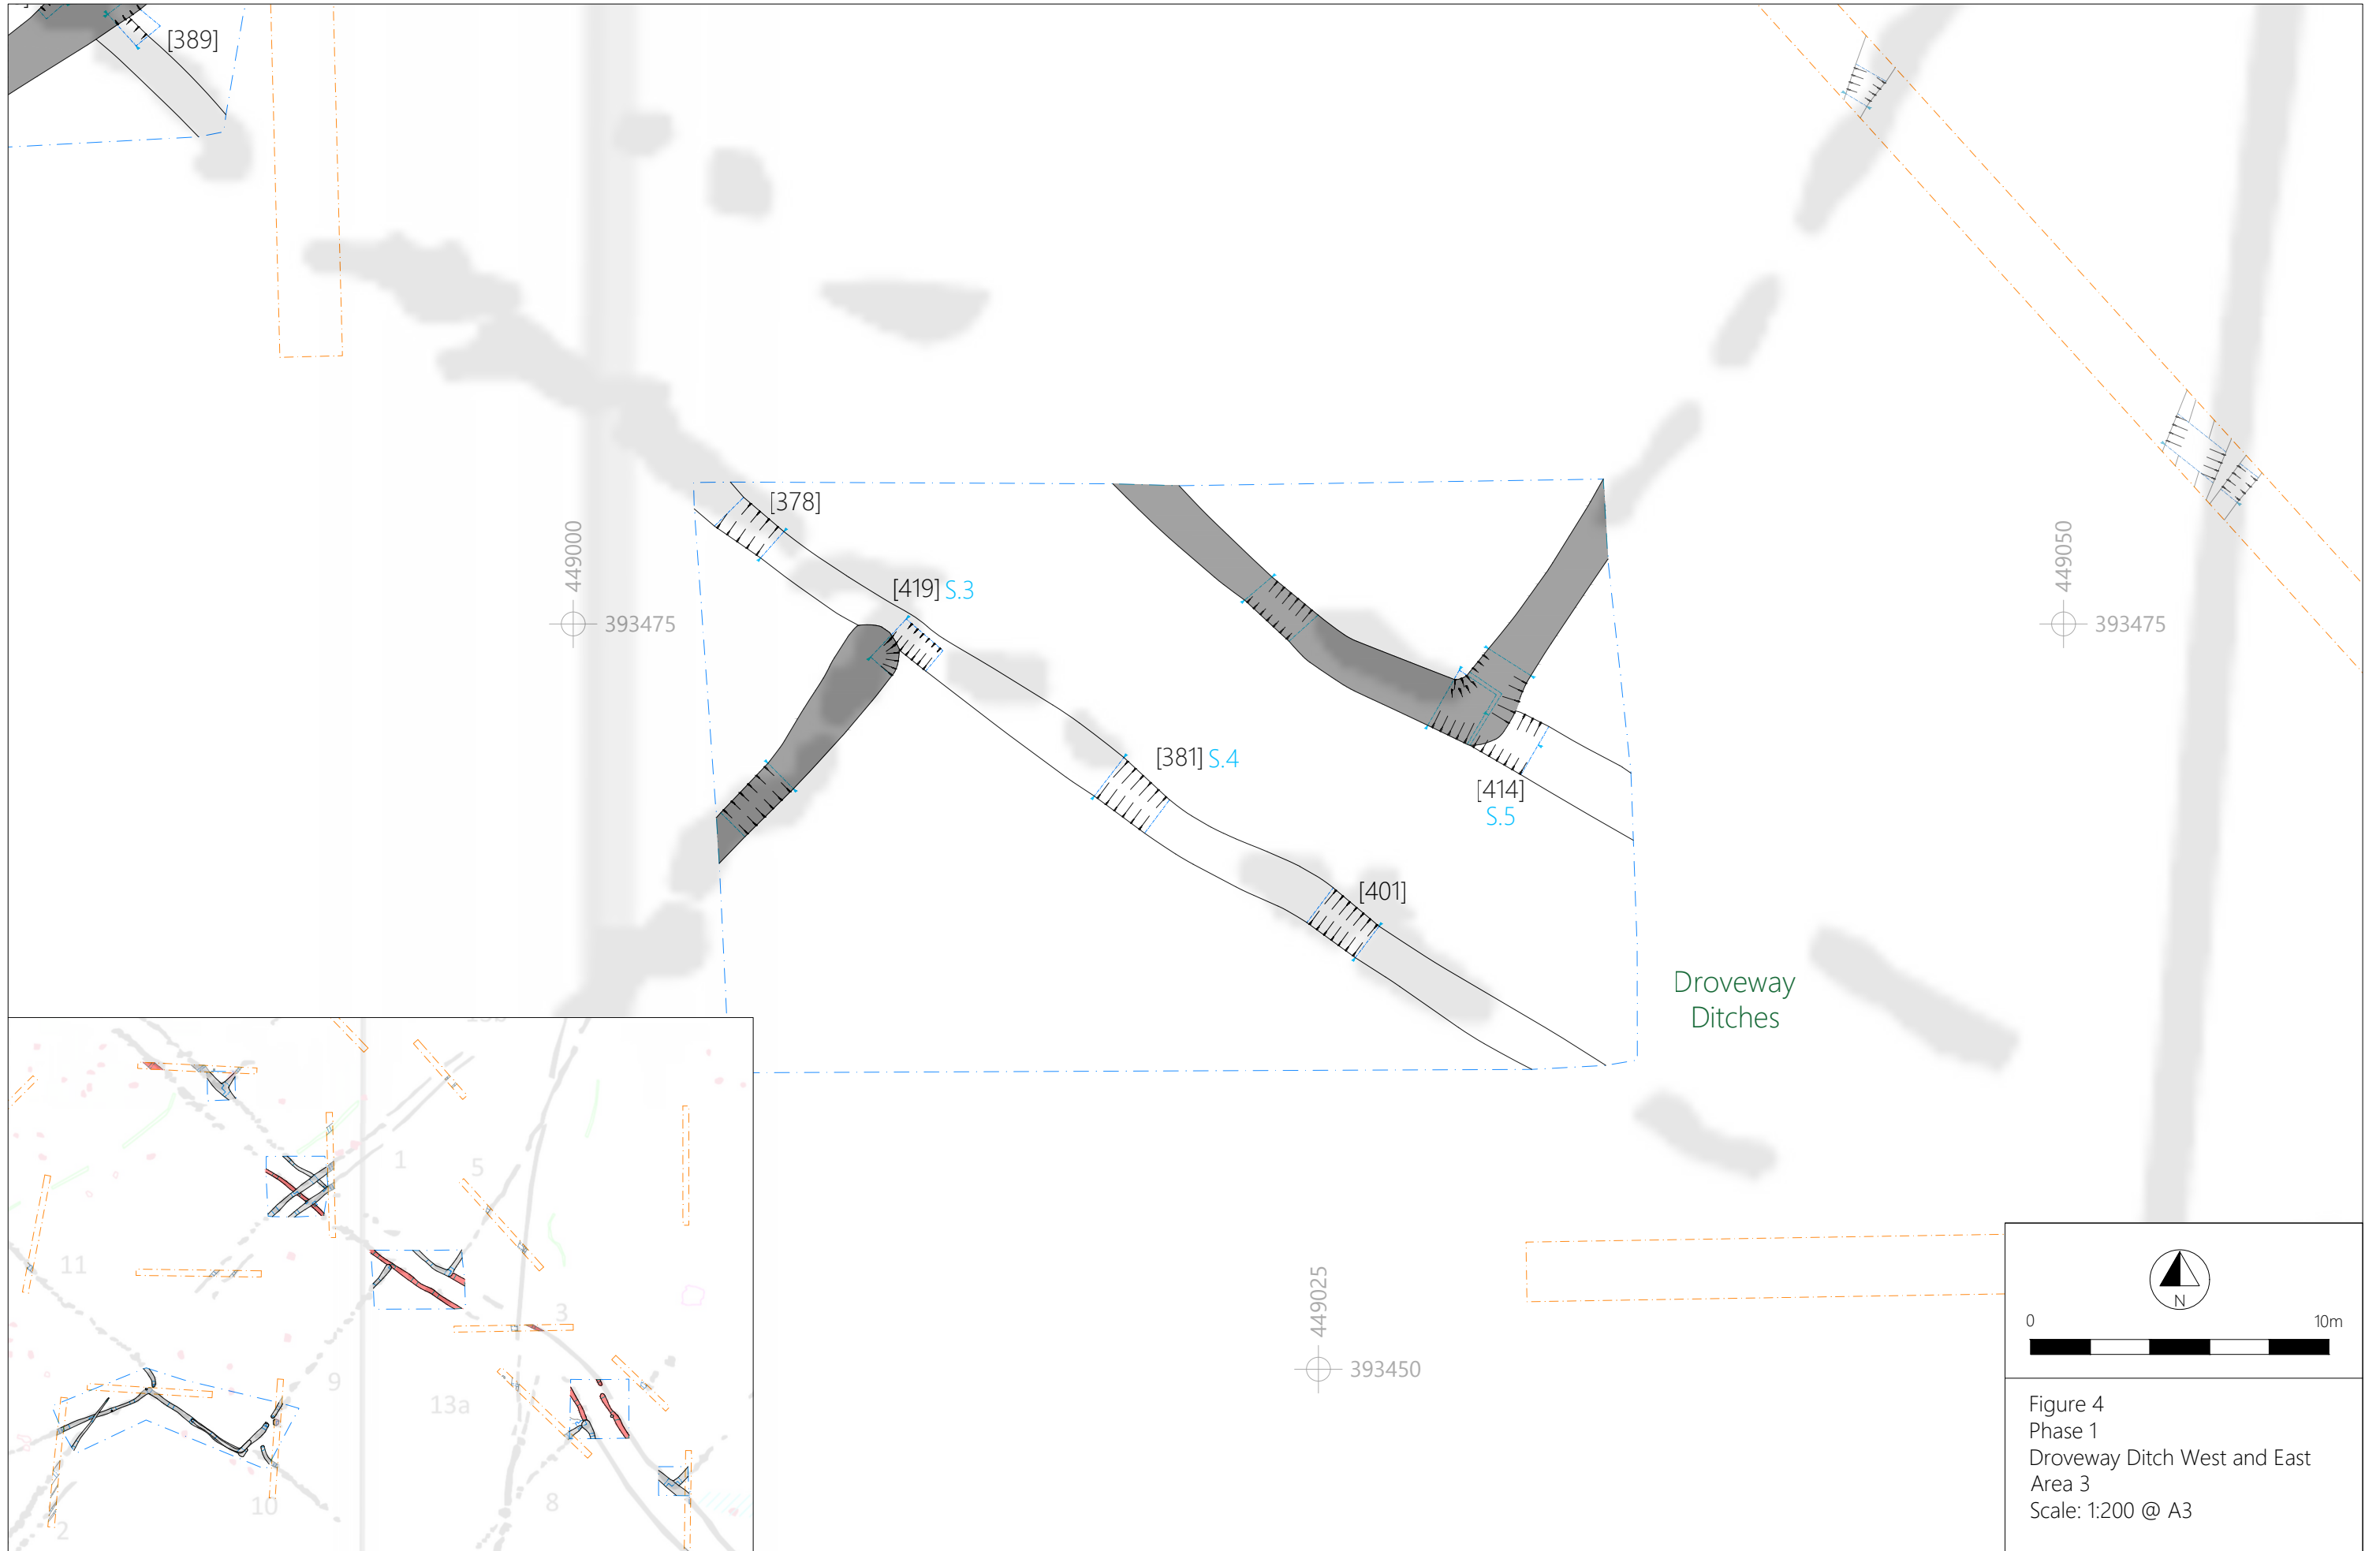 [389]
[378]
449000
393475
[419] S.3
449050
393475
[381] S.4
[414]
S.5
[401]
Droveway
Ditches
449025
393450
1
5
11
3
9
13a
10
8
2
N
0 10m
Figure 4
Phase 1
Droveway Ditch West and East
Area 3
Scale: 1:200 @ A3